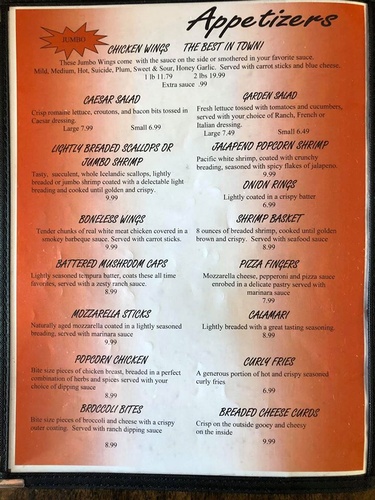 Appetizers
JUMBO
CHICKEN WINGS THE BEST IN TOWN!
These Jumbo Wings come with the sauce on the side or smothered in your favorite sauce.
Mild, Medium, Hot, Suicide, Plum, Sweet & Sour, Honey Garlic. Served with carrot sticks and blue cheese.
1 lb 11.79 2 lbs 19.99
Extra sauce .99
CAESAR SALAD
Crisp romaine lettuce, croutons, and bacon bits tossed in
Caesar dressing.
Large 7.99 Small 6.99
GARDEN SALAD
Fresh lettuce tossed with tomatoes and cucumbers,
served with your choice of Ranch, French or
Italian dressing.
Large 7.49 Small 6.49
LIGHTLY BREADED SCALLOPS OR
JUMBO SHRIMP
Tasty, succulent, whole Icelandic scallops, lightly
breaded or jumbo shrimp coated with a delectable light
breading and cooked until golden and crispy.
9.99
JALAPENO POPCORN SHRIMP
Pacific white shrimp, coated with crunchy
breading, seasoned with spicy flakes of jalapeno.
9.99
ONION RINGS
Lightly coated in a crispy batter
6.99
BONELESS WINGS
Tender chunks of real white meat chicken covered in a
smokey barbeque sauce. Served with carrot sticks.
9.99
SHRIMP BASKET
8 ounces of breaded shrimp, cooked until golden
brown and crispy. Served with seafood sauce
8.99
BATTERED MUSHROOM CAPS
Lightly seasoned tempura batter, coats these all time
favorites, served with a zesty ranch sauce.
8.99
PIZZA FINGERS
Mozzarella cheese, pepperoni and pizza sauce
enrobed in a delicate pastry served with
marinara sauce
7.99
MOZZARELLA STICKS
Naturally aged mozzarella coated in a lightly seasoned
breading, served with marinara sauce
9.99
CALAMARI
Lightly breaded with a great tasting seasoning.
8.99
POPCORN CHICKEN
Bite size pieces of chicken breast, breaded in a perfect
combination of herbs and spices served with your
choice of dipping sauce
8.99
CURLY FRIES
A generous portion of hot and crispy seasoned
curly fries
6.99
BROCCOLI BITES
Bite size pieces of broccoli and cheese with a crispy
outer coating. Served with ranch dipping sauce
8.99
BREADED CHEESE CURDS
Crisp on the outside gooey and cheesy
on the inside
9.99